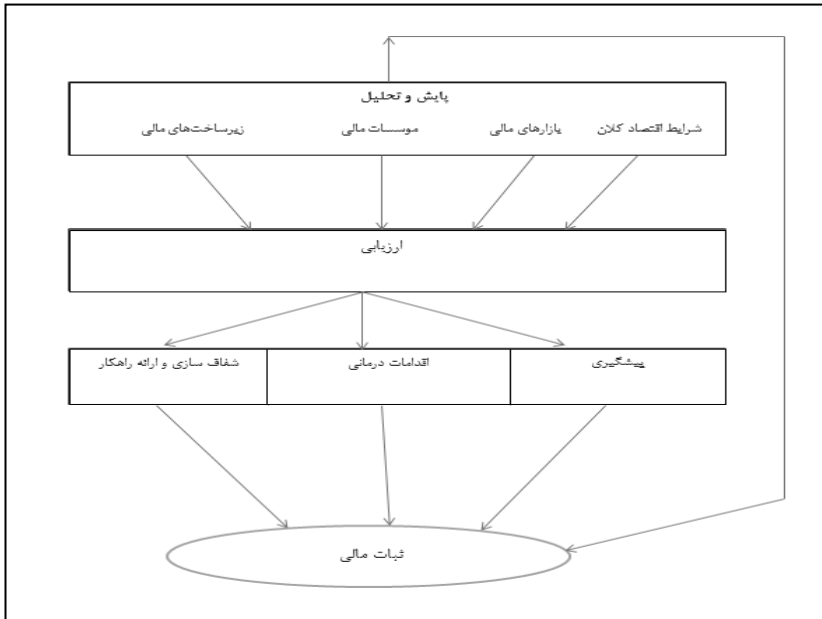 پایش و تحلیل
شرایط اقتصاد کلان بازارهای مالی موسسات مالی زیرساخت‌های مالی
ارزیابی
پیشگیری اقدامات درمانی شفاف سازی و ارائه راهکار
ثبات مالی